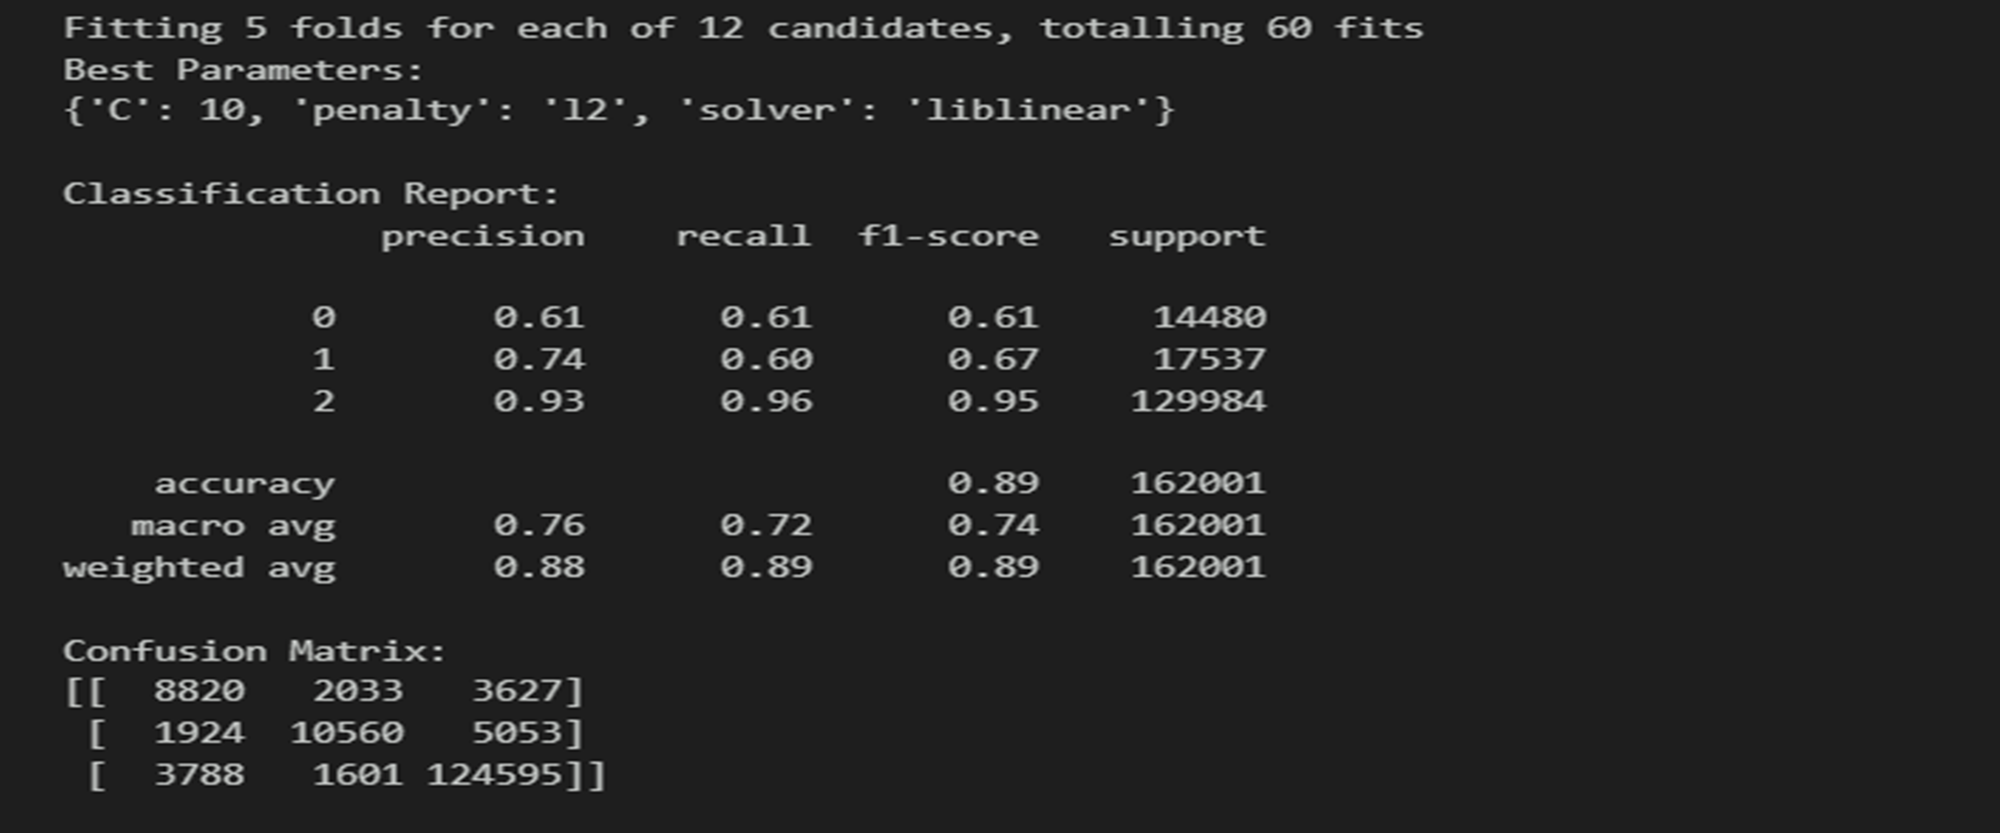 Fitting 5 folds for each of 12 candidates, totalling 60 fits
Best Parameters:
{'C': 10, 'penalty': 'l2', 'solver': 'liblinear'}
Classification Report:
precision recall f1-score support
0 0.61 0.61 0.61 14480
1 0.74 0.60 0.67 17537
2 0.93 0.96 0.95 129984
accuracy 0.89 162001
macro avg 0.76 0.72 0.74 162001
weighted avg 0.88 0.89 0.89 162001
Confusion Matrix:
[[ 8820 2033 3627]
[ 1924 10560 5053]
[ 3788 1601 124595]]